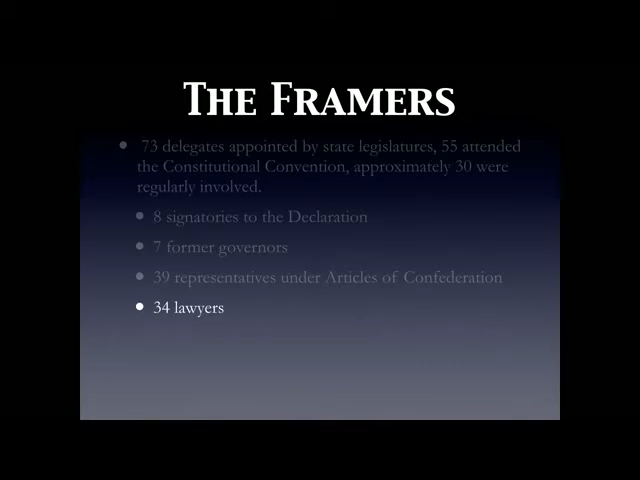 The Framers
• 73 delegates appointed by state legislatures, 55 attended
the Constitutional Convention, approximately 30 were
regularly involved.
• 8 signatories to the Declaration
• 7 former governors
• 39 representatives under Articles of Confederation
• 34 lawyers